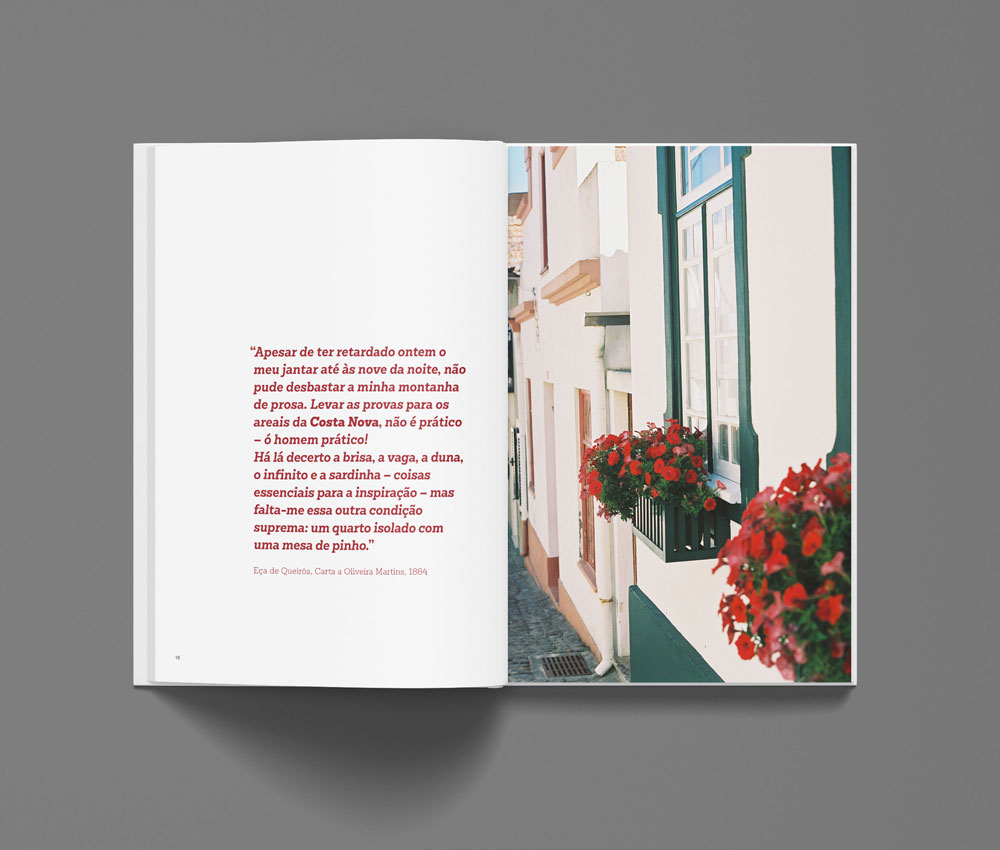 “Apesar de ter retardado ontem o
meu jantar até às nove da noite, não
pude desbastar a minha montanha
de prosa. Levar as provas para os
areais da Costa Nova, não é prático
– ó homem prático!
Há lá decerto a brisa, a vaga, a duna,
o infinito e a sardinha – coisas
essenciais para a inspiração – mas
falta-me essa outra condição
suprema: um quarto isolado com
uma mesa de pinho.”
Eça de Queirós, Carta a Oliveira Martins, 1884